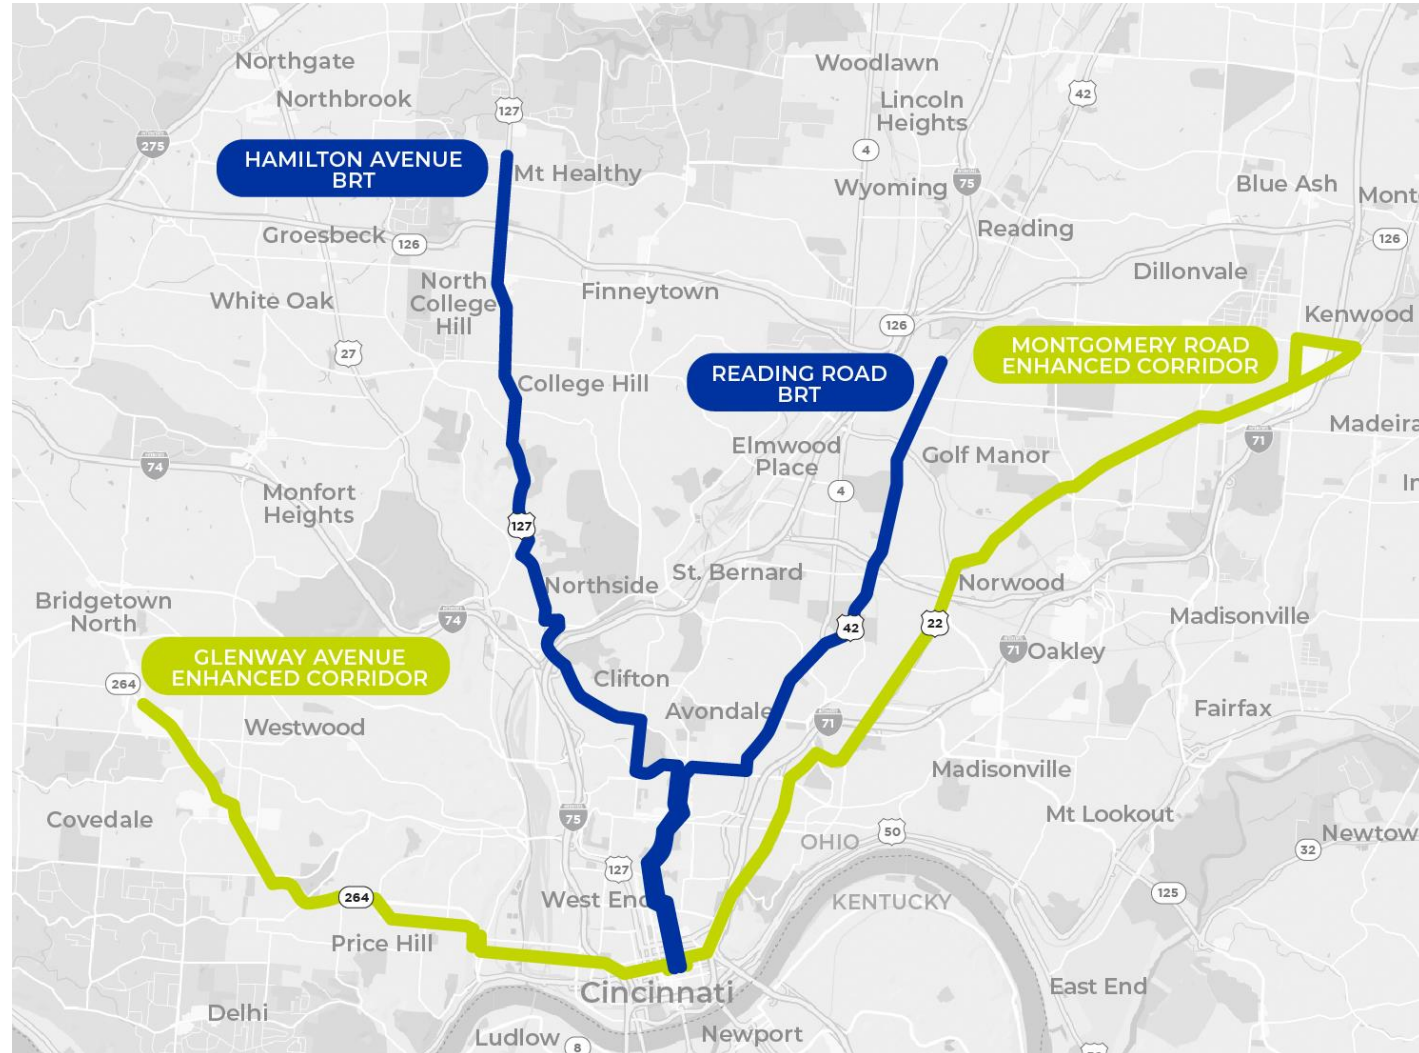 Northgate
Woodlawn
Northbrook
127
Lincoln
Heights
42
275
4
HAMILTON AVENUE
BRT
Mt Healthy
Wyoming
75
Blue Ash
Mont
Groesbeck
126
Reading
126
Dillonvale
North
College
Hill
White Oak
Finneytown
Kenwood
126
27
MONTGOMERY ROAD
ENHANCED CORRIDOR
READING ROAD
BRT
College Hill
Madeira
Elmwood
Place
Golf Manor
71
74
Monfort
Heights
4
In
127
Northside
St. Bernard
Norwood
Bridgetown
North
74
42
22
Madisonville
71
Oakley
GLENWAY AVENUE
ENHANCED CORRIDOR
264
Clifton
Avondale
71
Fairfax
Westwood
Madisonville
Covedale
75
Mt Lookout
OHIO
50
32
Newtow
127
West End
264
KENTUCKY
125
Price Hill
Cincinnati
East End
Delhi
Ludlow
8
Newport